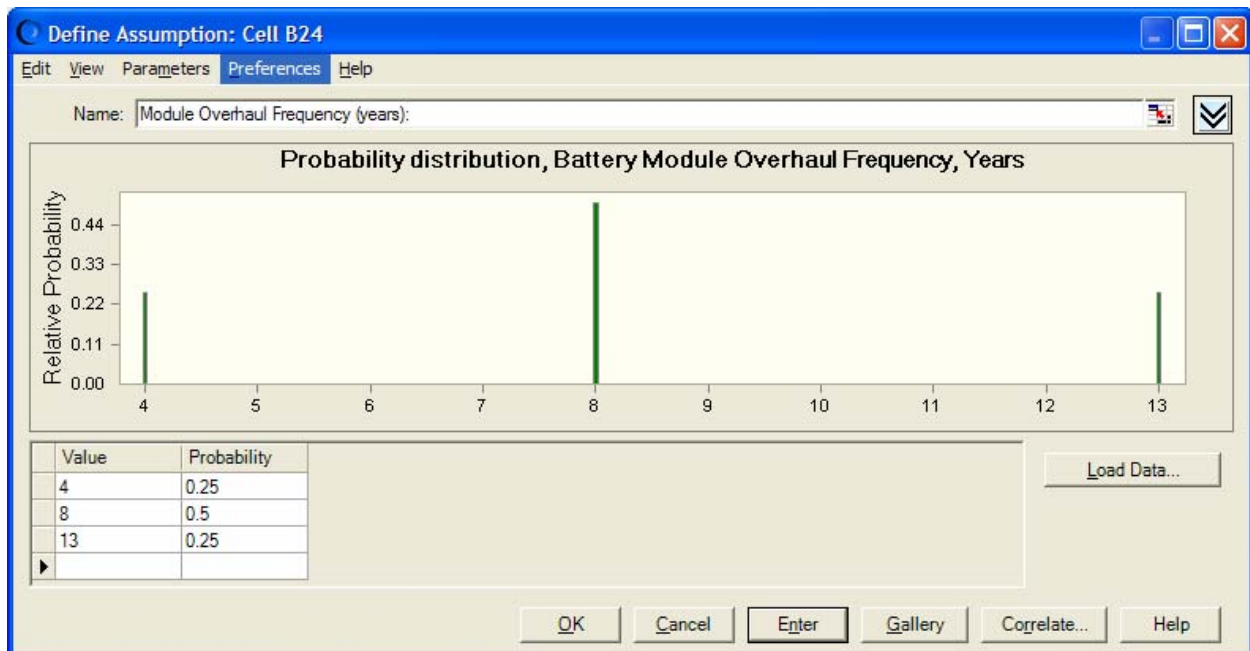 Define Assumption: Cell B24
Edit View Parameters Preferences Help
Name: Module Overhaul Frequency (years):
Probability distribution, Battery Module Overhaul Frequency, Years
Relative Probability
0.44
0.33
0.22
0.11
0.00
4 5 6 7 8 9 10 11 12 13
Value Probability
4 0.25
8 0.5
13 0.25
Load Data...
OK Cancel Enter Gallery Correlate... Help